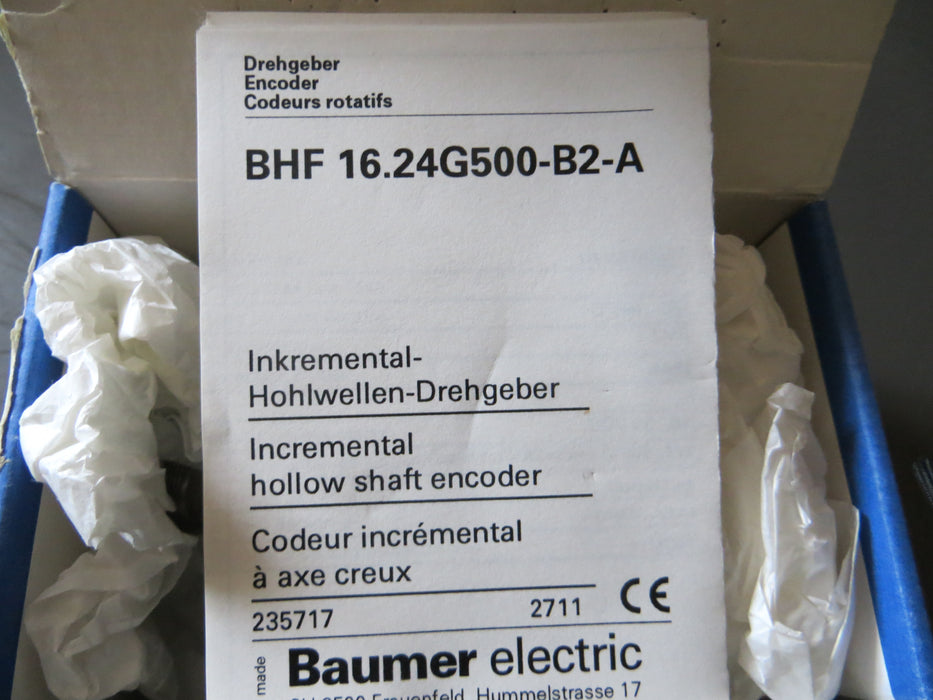 Drehgeber
Encoder
Codeurs rotatifs
BHF 16.24G500-B2-A
Inkremental-
Hohlwellen-Drehgeber
Incremental
hollow shaft encoder
Codeur incrémental
à axe creux
235717 2711 CE
made
Baumer electric
Frauenfeld, Hummelstrasse 17